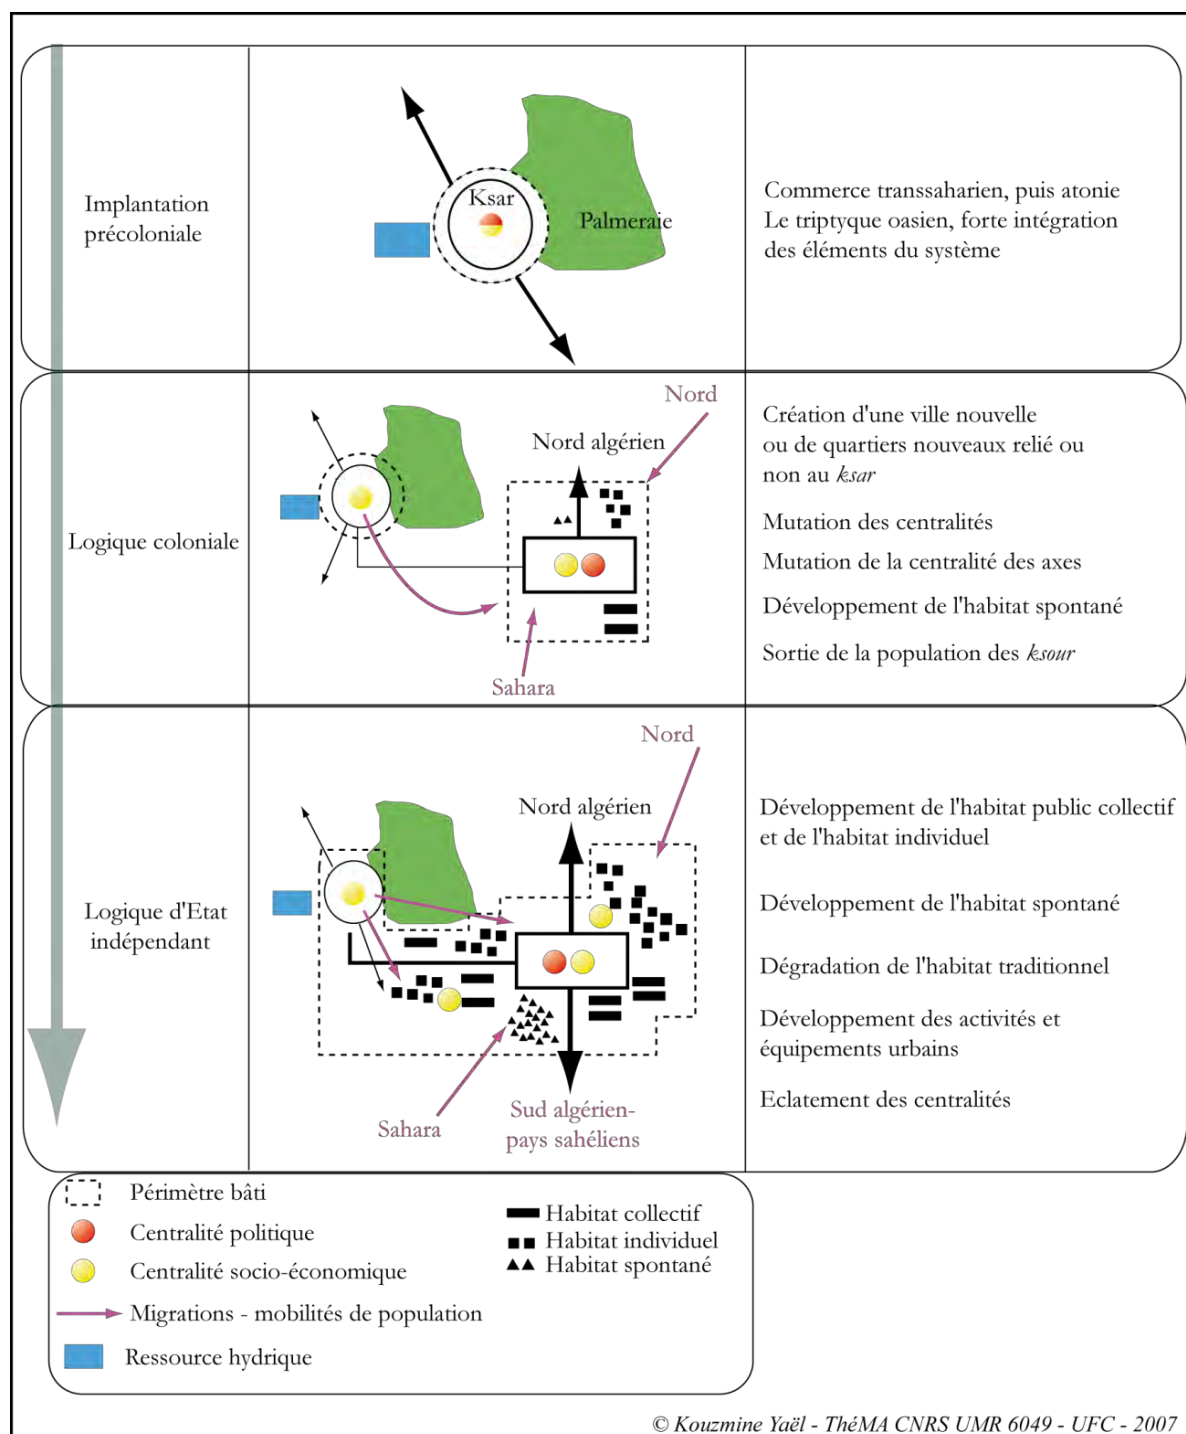 Implantation
précoloniale
Ksar
Palmeraie
Commerce transsaharien, puis atonie
Le triptyque oasien, forte intégration
des éléments du système
Logique coloniale
Nord
Nord algérien
Sahara
Création d'une ville nouvelle
ou de quartiers nouveaux relié ou
non au ksar
Mutation des centralités
Mutation de la centralité des axes
Développement de l'habitat spontané
Sortie de la population des ksour
Logique d'Etat
indépendant
Nord
Nord algérien
Sahara
Sud algérien-
pays sahéliens
Développement de l'habitat public collectif
et de l'habitat individuel
Développement de l'habitat spontané
Dégradation de l'habitat traditionnel
Développement des activités et
équipements urbains
Eclatement des centralités
Périmètre bâti
Centralité politique
Centralité socio-économique
Migrations - mobilités de population
Ressource hydrique
Habitat collectif
Habitat individuel
Habitat spontané
© Kouzmine Yaël - ThéMA CNRS UMR 6049 - UFC - 2007